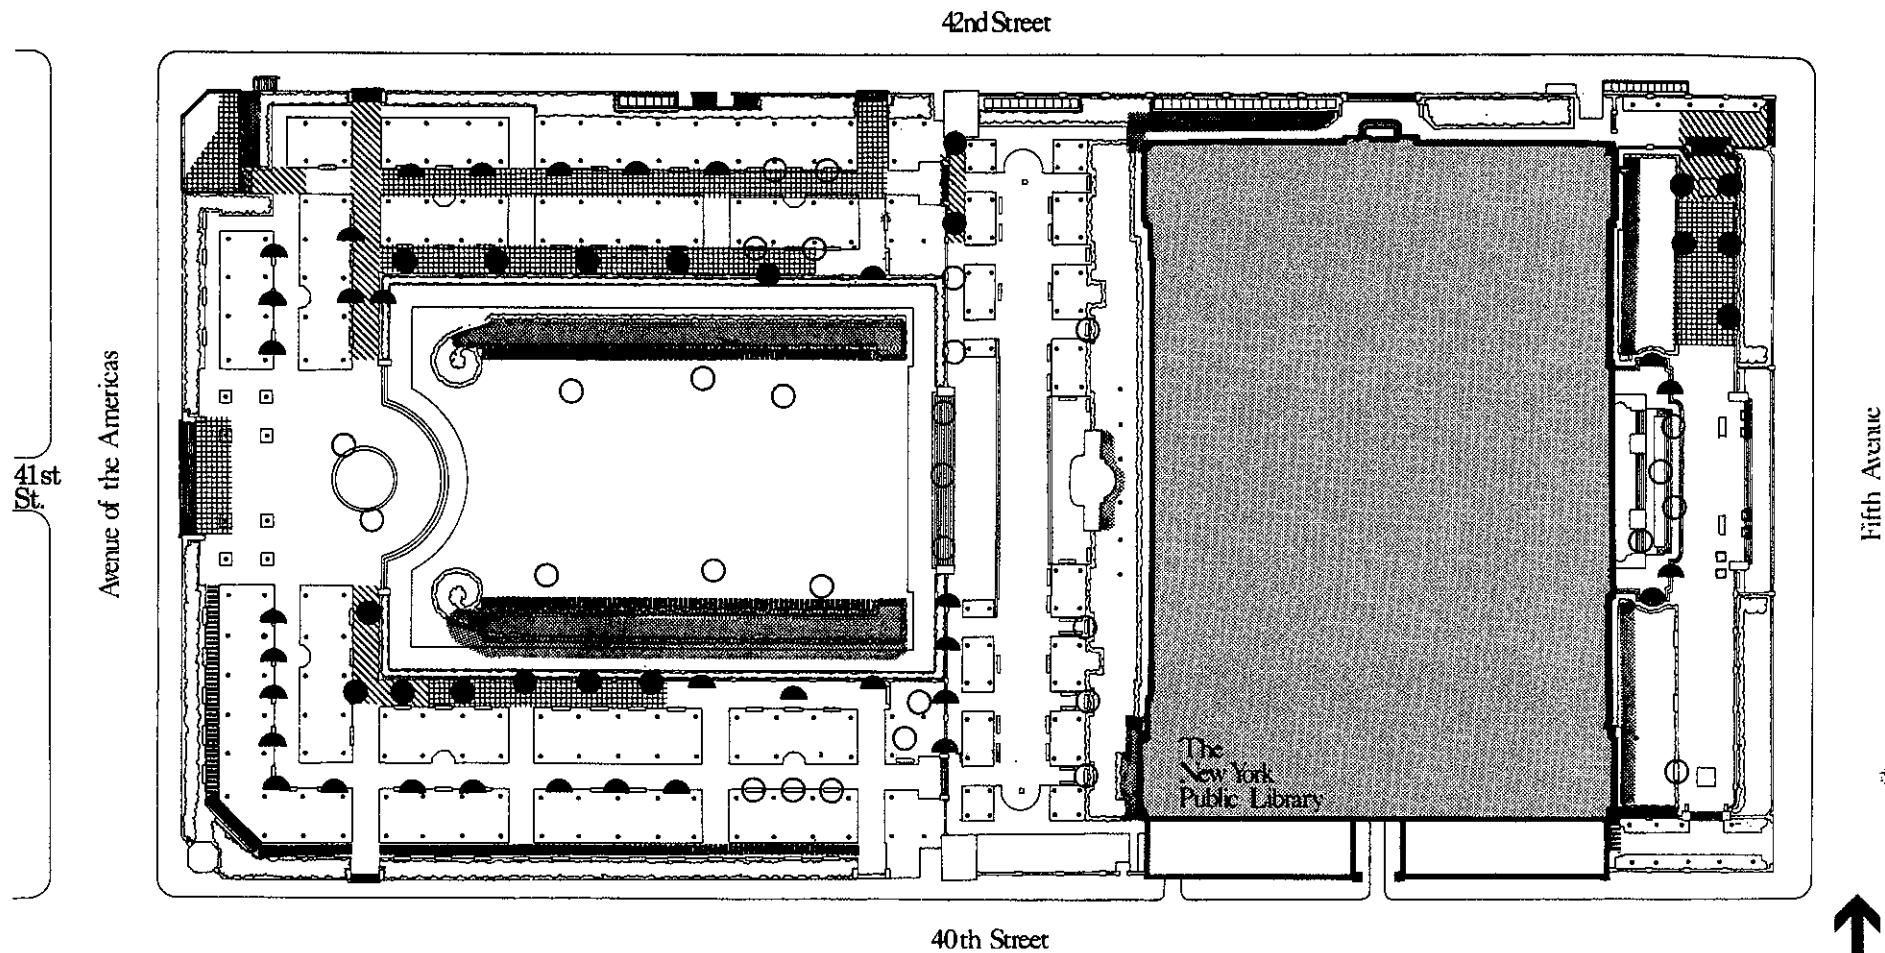 42nd Street
41st
St.
Avenue of the Americas
Fifth Avenue
The
New York
Public Library
40th Street